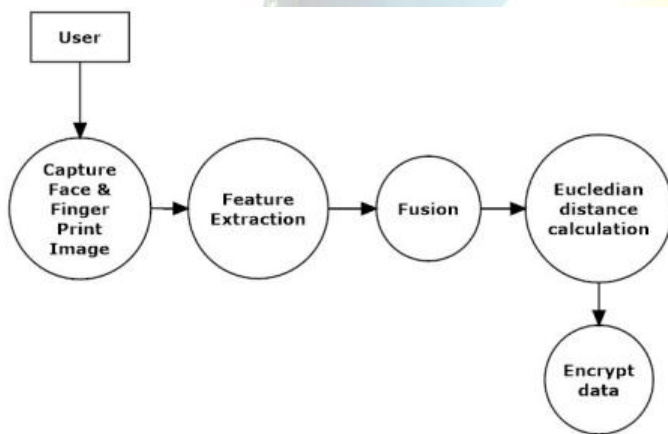 User
Capture
Face &
Finger
Print
Image
Feature
Extraction
Fusion
Eucledian
distance
calculation
Encrypt
data